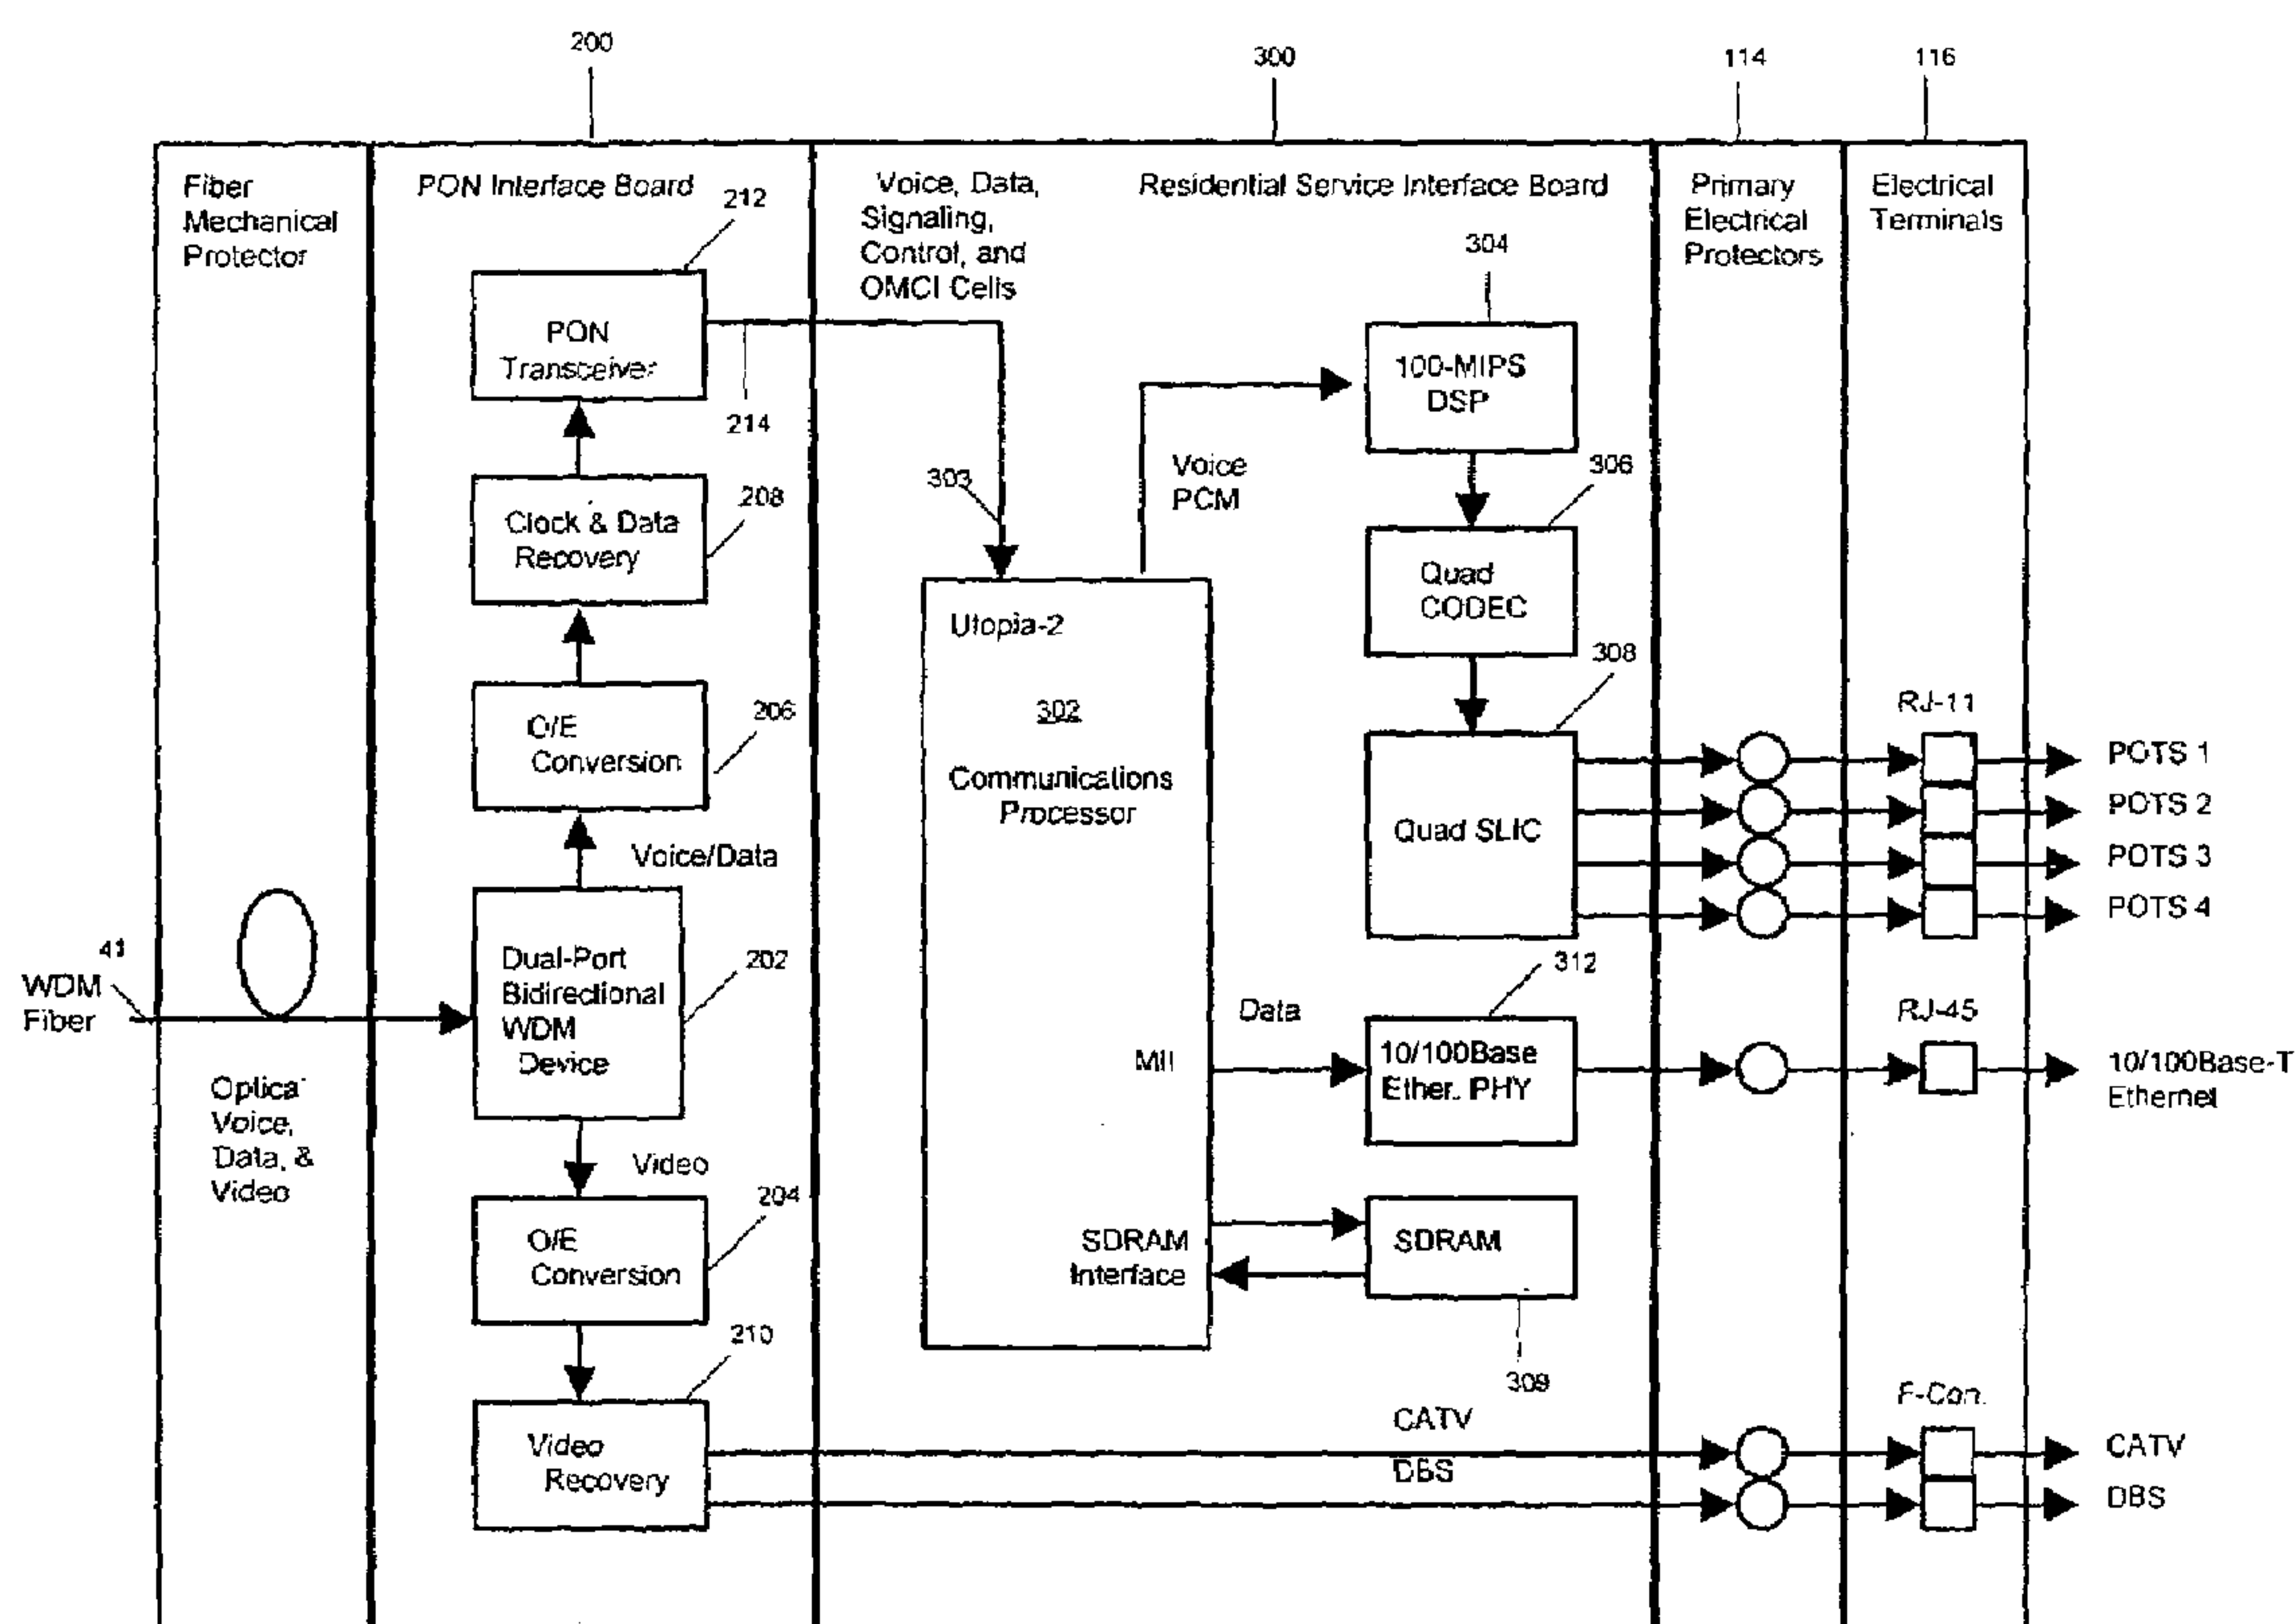 200
300
114
116
Fiber
Mechanical
Protector
PON Interface Board
212
Voice, Data,
Signaling,
Control, and
OMCI Cells
Residential Service Interface Board
Primary
Electrical
Protectors
Electrical
Terminals
304
PON
Transceiver
214
100-MIPS
DSP
303
Voice
PCM
306
208
Clock & Data
Recovery
Quad
CODEC
Utopia-2
308
206
302
O/E
Conversion
Communications
Processor
RJ-11
POTS 1
POTS 2
POTS 3
POTS 4
Quad SLIC
Voice/Data
41
WDM
Fiber
Dual-Port
Bidirectional
WDM
Device
202
312
Data
MII
10/100Base
Ether. PHY
RJ-45
10/100Base-T
Ethernet
Optical
Voice,
Data, &
Video
Video
204
O/E
Conversion
SDRAM
Interface
SDRAM
309
210
Video
Recovery
CATV
DBS
F-Con.
CATV
DBS